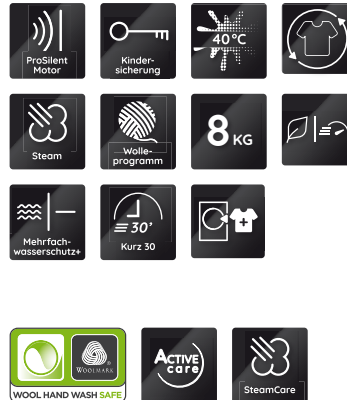 ProSilent
Motor
Kinder-
sicherung
40°C
Steam
Wolle-
programm
8 KG
Mehrfach-
wasserschutz+
30'
Kurz 30
WOOLMARK
WOOL HAND WASH SAFE
ACTIVE
care
SteamCare